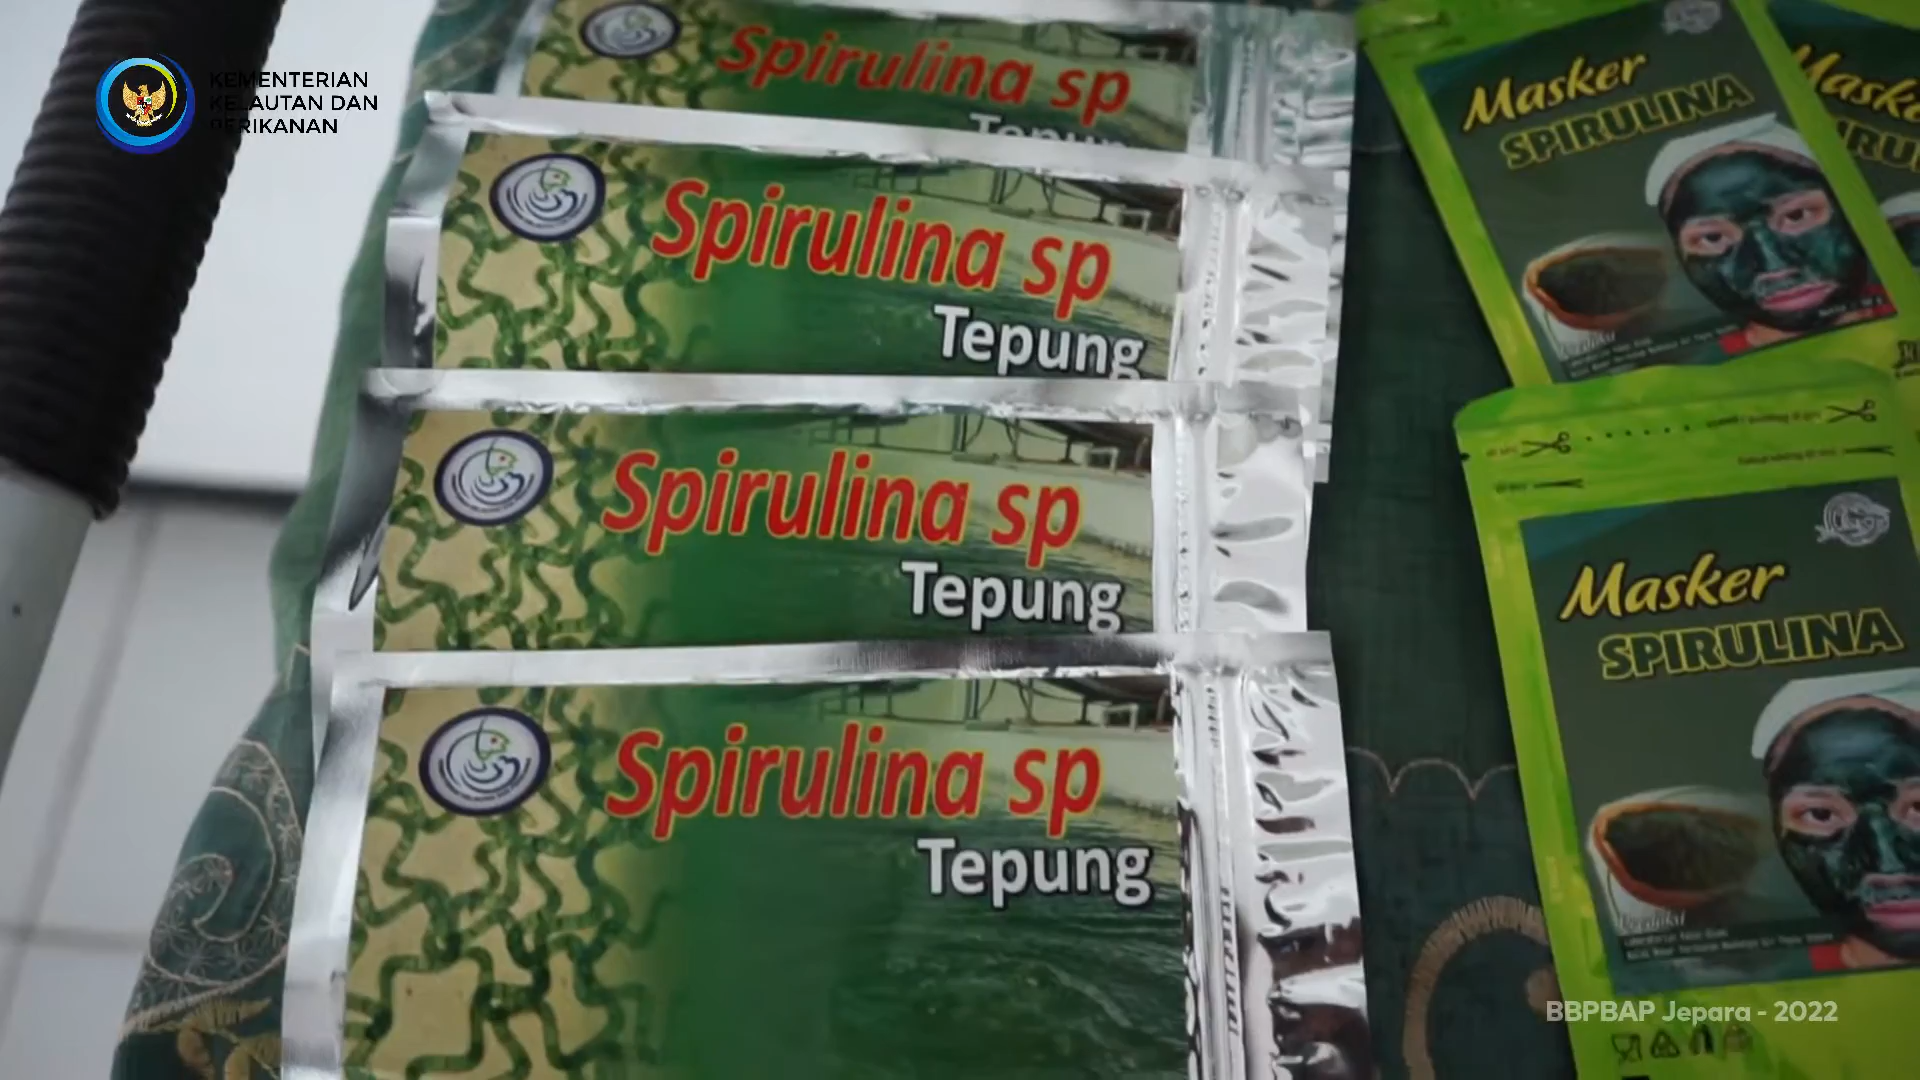 KEMENTERIAN
KELAUTAN DAN
PERIKANAN
Spirulina sp
Tepung
Spirulina sp
Tepung
Spirulina sp
Tepung
Spirulina sp
Tepung
Masker
SPIRULINA
Masker
Masker
SPIRULINA
BBPBAP Jepara - 2022